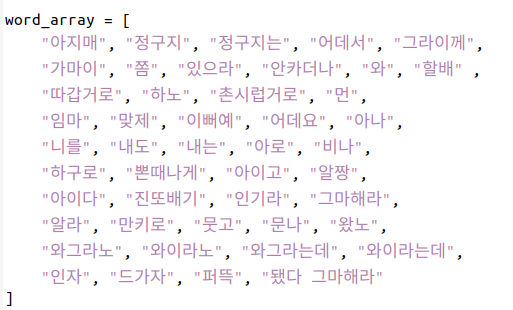 word_array = [
"아지매", "정구지", "정구지는", "어데서", "그라이께",
"가마이", "쫌", "있으라", "안카더나", "와", "할배" ,
"따갑거로", "하노", "촌시럽거로", "먼",
"임마", "맞제", "이뻐예", "어데요", "아나",
"니를", "내도", "내는", "아로", "비나",
"하구로", "뽄때나게", "아이고", "알짱",
"아이다", "진또배기", "인기라", "그마해라",
"알라", "만키로", "뭇고", "문나", "왔노",
"와그라노", "와이라노", "와그라는데", "와이라는데",
"인자", "드가자", "퍼뜩", "됐다 그마해라"
]